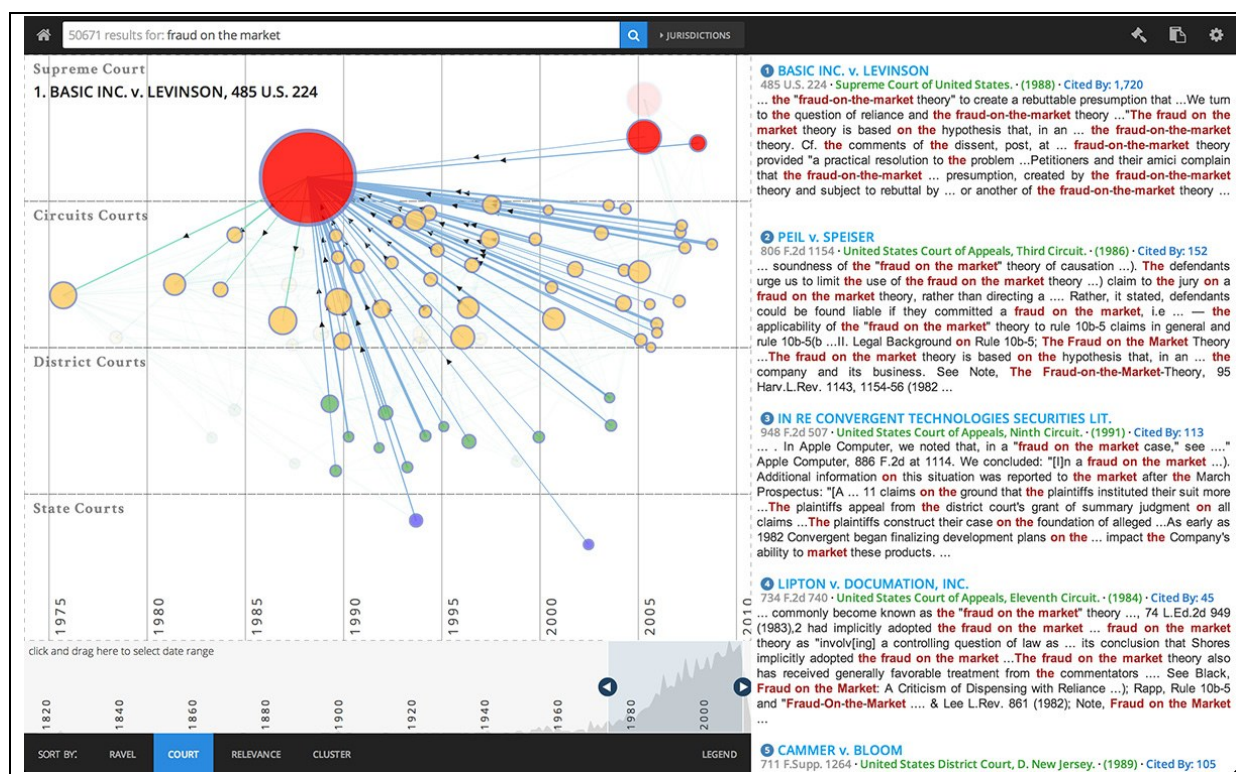 50671 results for: fraud on the market
JURISDICTIONS
Supreme Court
1. BASIC INC. v. LEVINSON, 485 U.S. 224
Circuits Courts
District Courts
State Courts
1975
1980
1985
1990
1995
2000
2005
2010
click and drag here to select date range
1820
1840
1860
1880
1900
1920
1940
1960
1980
2000
SORT BY:
RAVEL
COURT
RELEVANCE
CLUSTER
LEGEND
1 BASIC INC. v. LEVINSON
485 U.S. 224 · Supreme Court of United States. · (1988) · Cited By: 1,720
... the "fraud-on-the-market theory" to create a rebuttable presumption that ...We turn
to the question of reliance and the fraud-on-the-market theory ..."The fraud on the
market theory is based on the hypothesis that, in an ... the fraud-on-the-market
theory. Cf. the comments of the dissent, post, at ... fraud-on-the-market theory
provided "a practical resolution to the problem ...Petitioners and their amici complain
that the fraud-on-the-market ... presumption, created by the fraud-on-the-market
theory and subject to rebuttal by ... or another of the fraud-on-the-market theory ...
2 PEIL v. SPEISER
806 F.2d 1154 · United States Court of Appeals, Third Circuit. · (1986) · Cited By: 152
... soundness of the "fraud on the market" theory of causation ...). The defendants
urge us to limit the use of the fraud on the market theory ...) claim to the jury on a
fraud on the market theory, rather than directing a .... Rather, it stated, defendants
could be found liable if they committed a fraud on the market, i.e ... — the
applicability of the "fraud on the market" theory to rule 10b-5 claims in general and
rule 10b-5(b ...II. Legal Background on Rule 10b-5; The Fraud on the Market Theory
...The fraud on the market theory is based on the hypothesis that, in an ... the
company and its business. See Note, The Fraud-on-the-Market-Theory, 95
Harv.L.Rev. 1143, 1154-56 (1982 ...
3 IN RE CONVERGENT TECHNOLOGIES SECURITIES LIT.
948 F.2d 507 · United States Court of Appeals, Ninth Circuit. · (1991) · Cited By: 113
... . In Apple Computer, we noted that, in a "fraud on the market case," see ...."
Apple Computer, 886 F.2d at 1114. We concluded: "[I]n a fraud on the market ...).
Additional information on this situation was reported to the market after the March
Prospectus: "[A ... 11 claims on the ground that the plaintiffs instituted their suit more
...The plaintiffs appeal from the district court's grant of summary judgment on all
claims ...The plaintiffs construct their case on the foundation of alleged ...As early as
1982 Convergent began finalizing development plans on the ... impact the Company's
ability to market these products. ...
4 LIPTON v. DOCUMATION, INC.
734 F.2d 740 · United States Court of Appeals, Eleventh Circuit. · (1984) · Cited By: 45
... commonly become known as the "fraud on the market" theory ..., 74 L.Ed.2d 949
(1983),2 had implicitly adopted the fraud on the market ... fraud on the market
theory as "involv[ing] a controlling question of law as ... its conclusion that Shores
implicitly adopted the fraud on the market ...The fraud on the market theory also
has received generally favorable treatment from the commentators .... See Black,
Fraud on the Market: A Criticism of Dispensing with Reliance ...); Rapp, Rule 10b-5
and "Fraud-On-the-Market .... & Lee L.Rev. 861 (1982); Note, Fraud on the Market
...
5 CAMMER v. BLOOM
711 F.Supp. 1264 · United States District Court, D. New Jersey. · (1989) · Cited By: 105